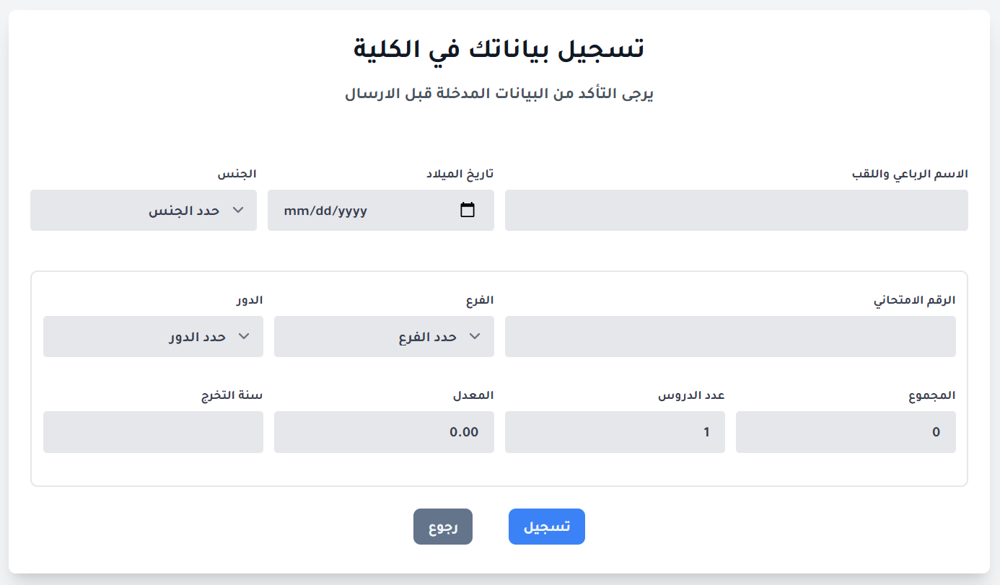 تسجيل بياناتك في الكلية
يرجى التأكد من البيانات المدخلة قبل الارسال
الاسم الرباعي واللقب
تاريخ الميلاد
الجنس
mm/dd/yyyy
حدد الجنس
الرقم الامتحاني
الفرع
الدور
حدد الفرع
حدد الدور
المجموع
عدد الدروس
المعدل
سنة التخرج
0
1
0.00
تسجيل
رجوع